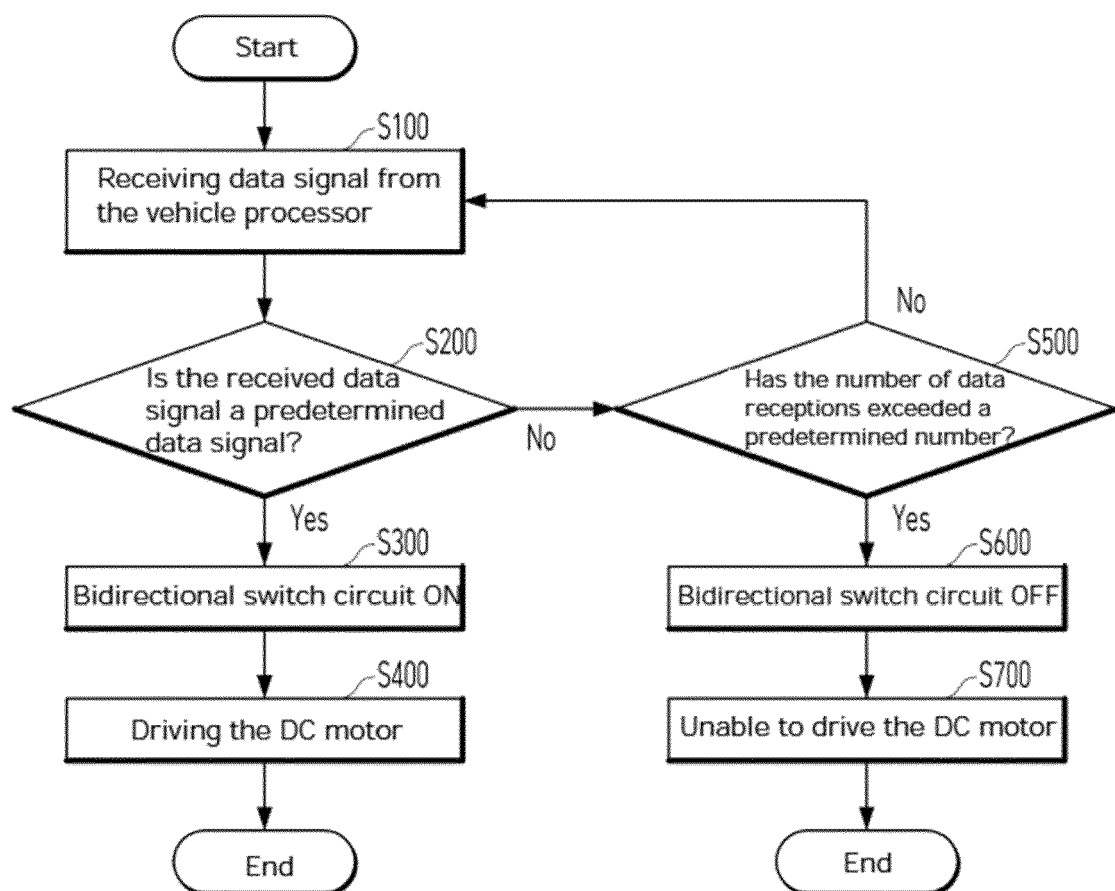 Start
S100
Receiving data signal from
the vehicle processor
No
S200
Is the received data
signal a predetermined
data signal?
No
S500
Has the number of data
receptions exceeded a
predetermined number?
Yes
Yes
S300
Bidirectional switch circuit ON
S600
Bidirectional switch circuit OFF
S400
Driving the DC motor
S700
Unable to drive the DC motor
End
End